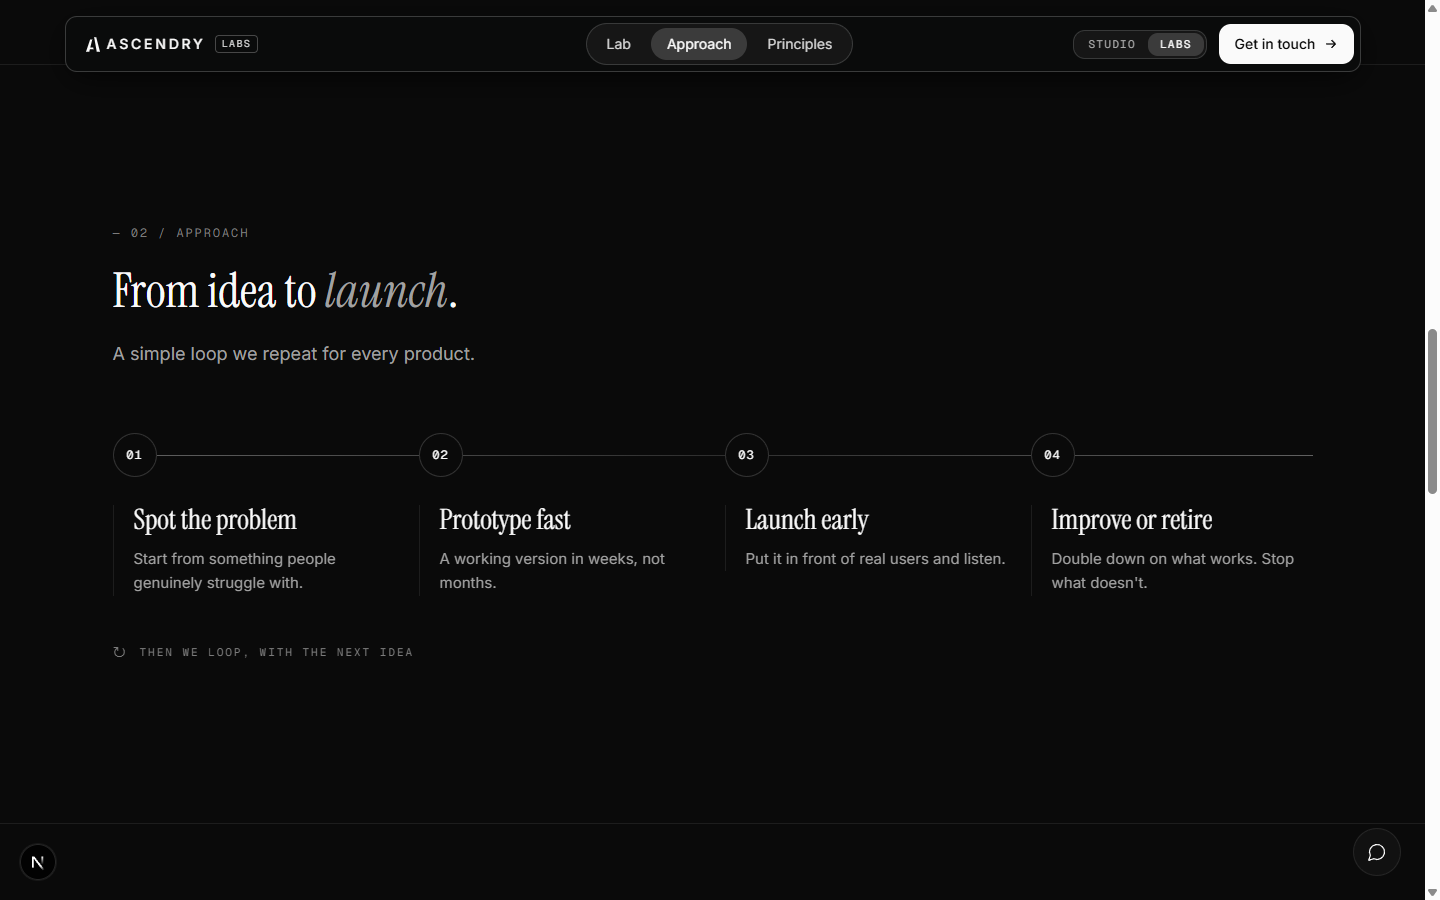 ASCENDRY LABS
Lab
Approach
Principles
STUDIO LABS
Get in touch →
— 02 / APPROACH
From idea to launch.
A simple loop we repeat for every product.
01
02
03
04
Spot the problem
Start from something people
genuinely struggle with.
Prototype fast
A working version in weeks, not
months.
Launch early
Put it in front of real users and listen.
Improve or retire
Double down on what works. Stop
what doesn't.
↻ THEN WE LOOP, WITH THE NEXT IDEA
N